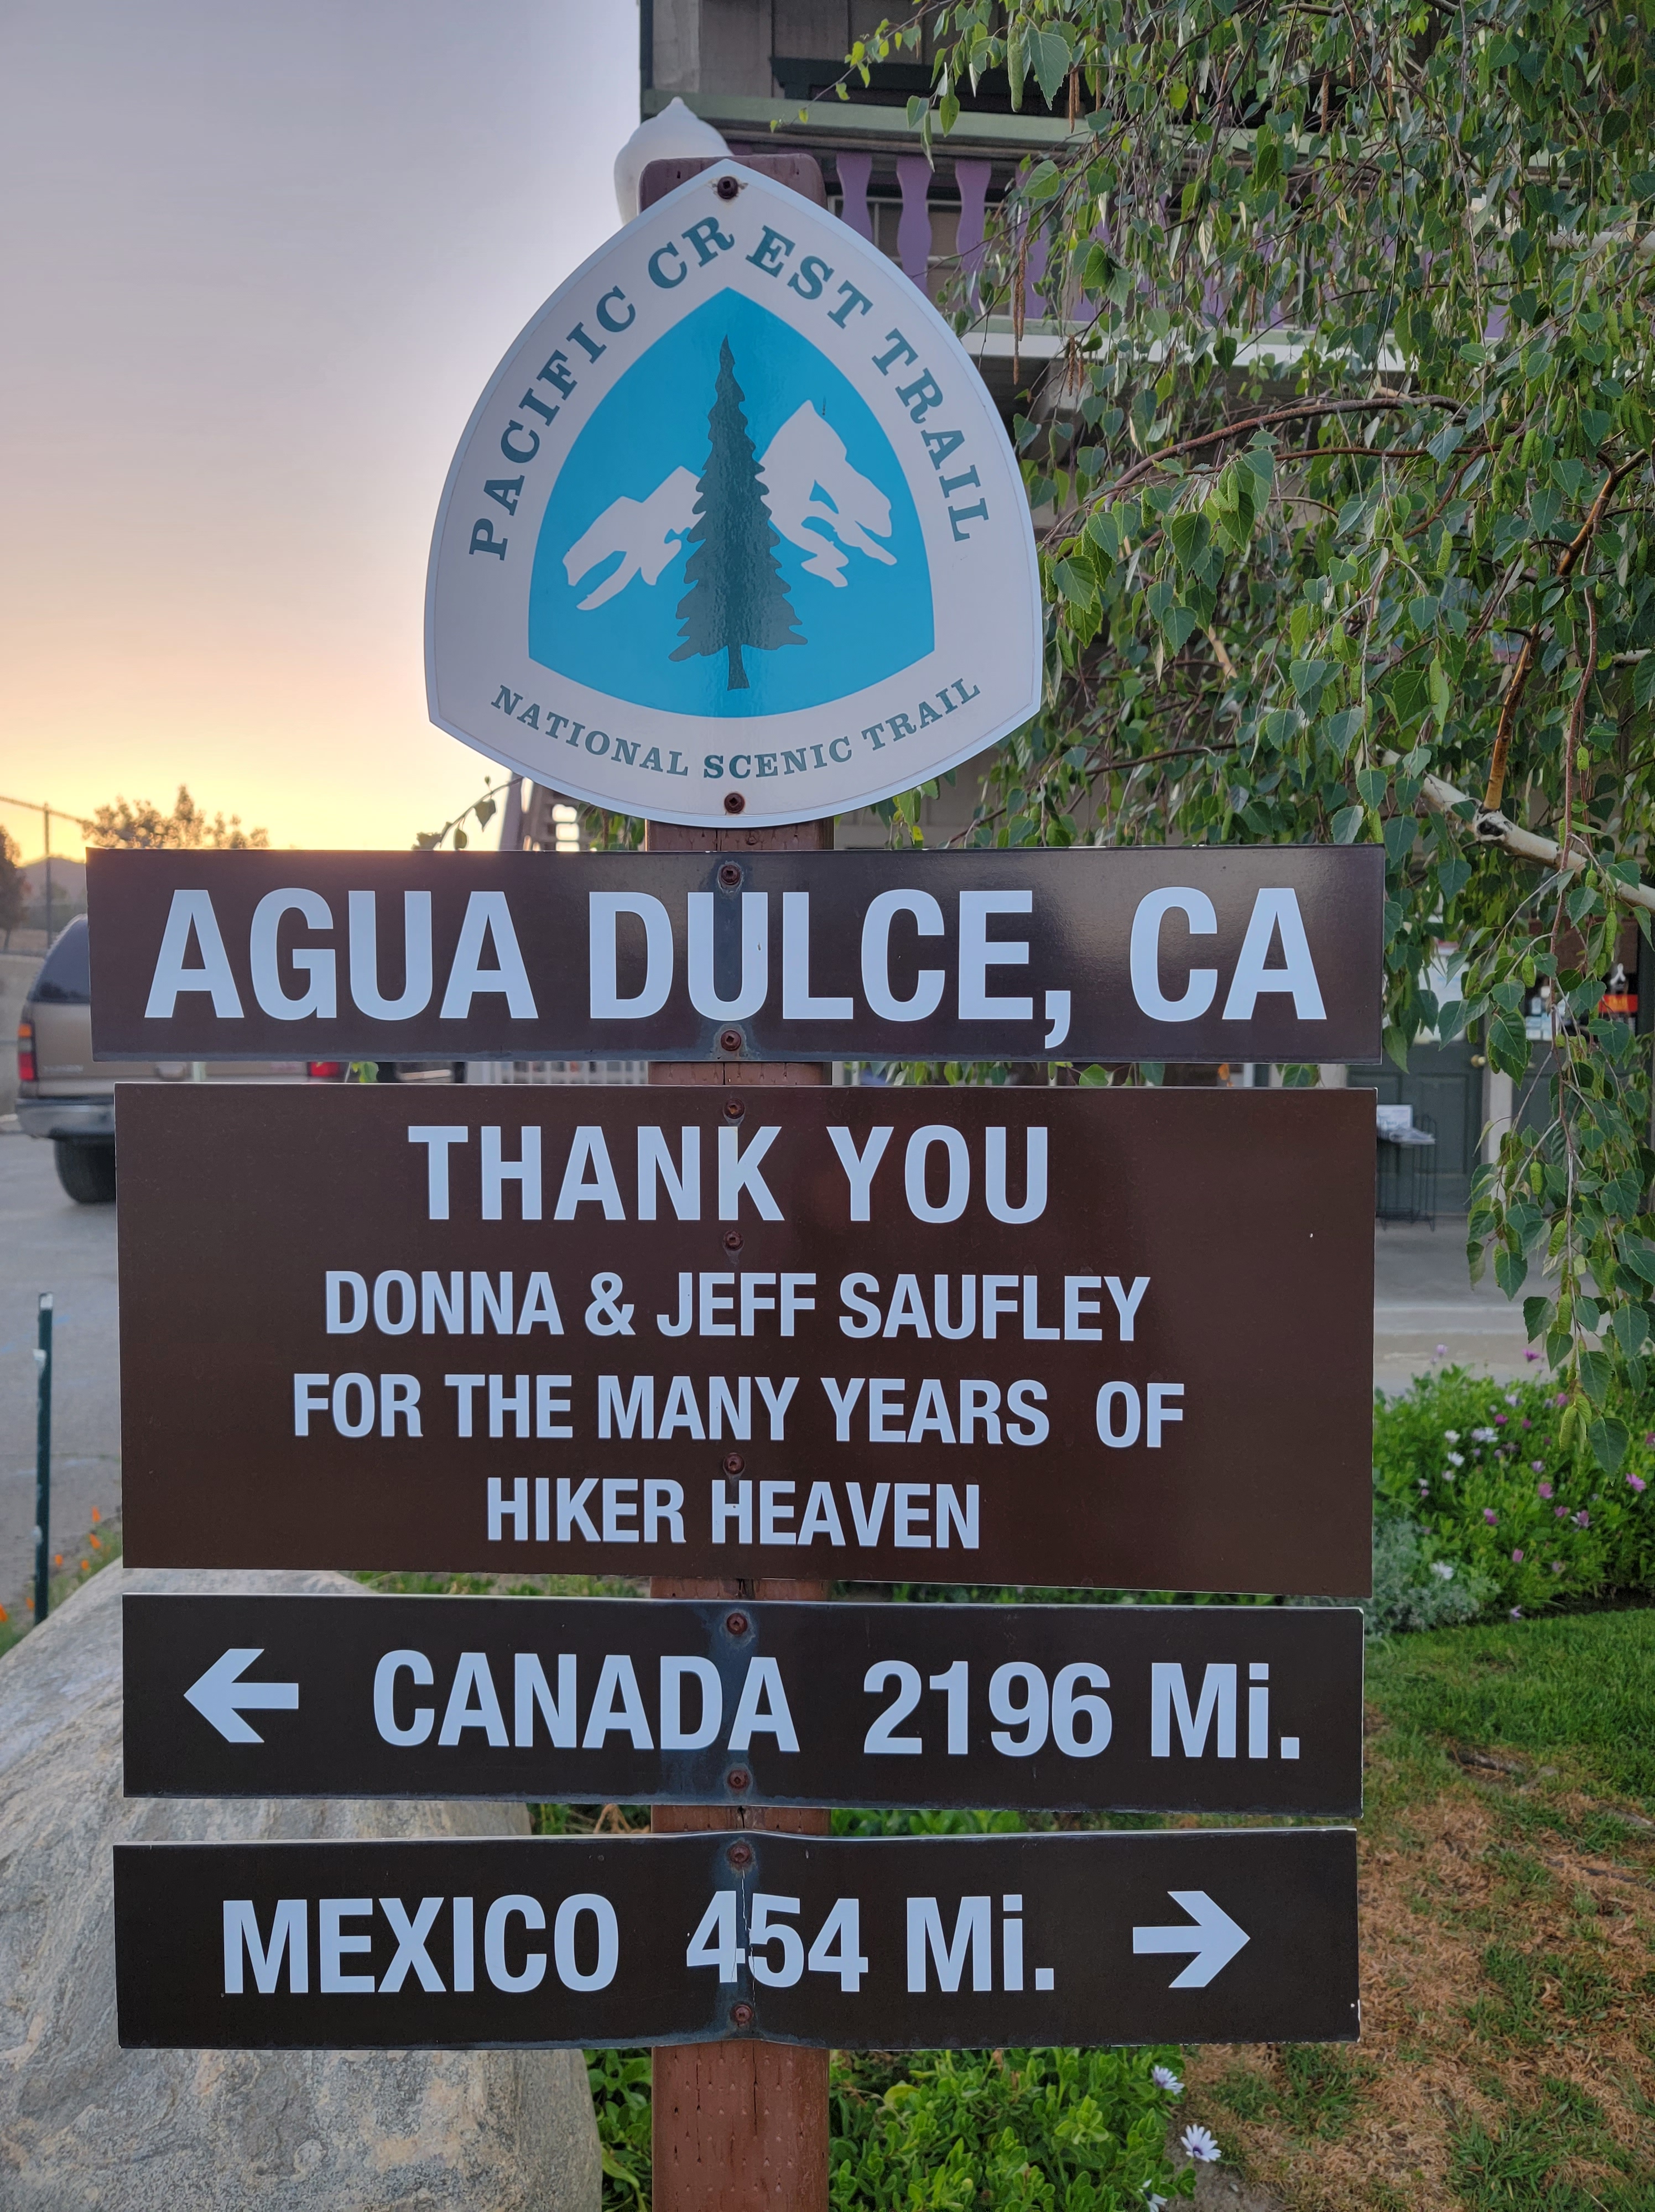 PACIFIC CREST TRAIL
NATIONAL SCENIC TRAIL
AGUA DULCE, CA
THANK YOU
DONNA & JEFF SAUFLEY
FOR THE MANY YEARS OF
HIKER HEAVEN
← CANADA 2196 Mi.
MEXICO 454 Mi. →